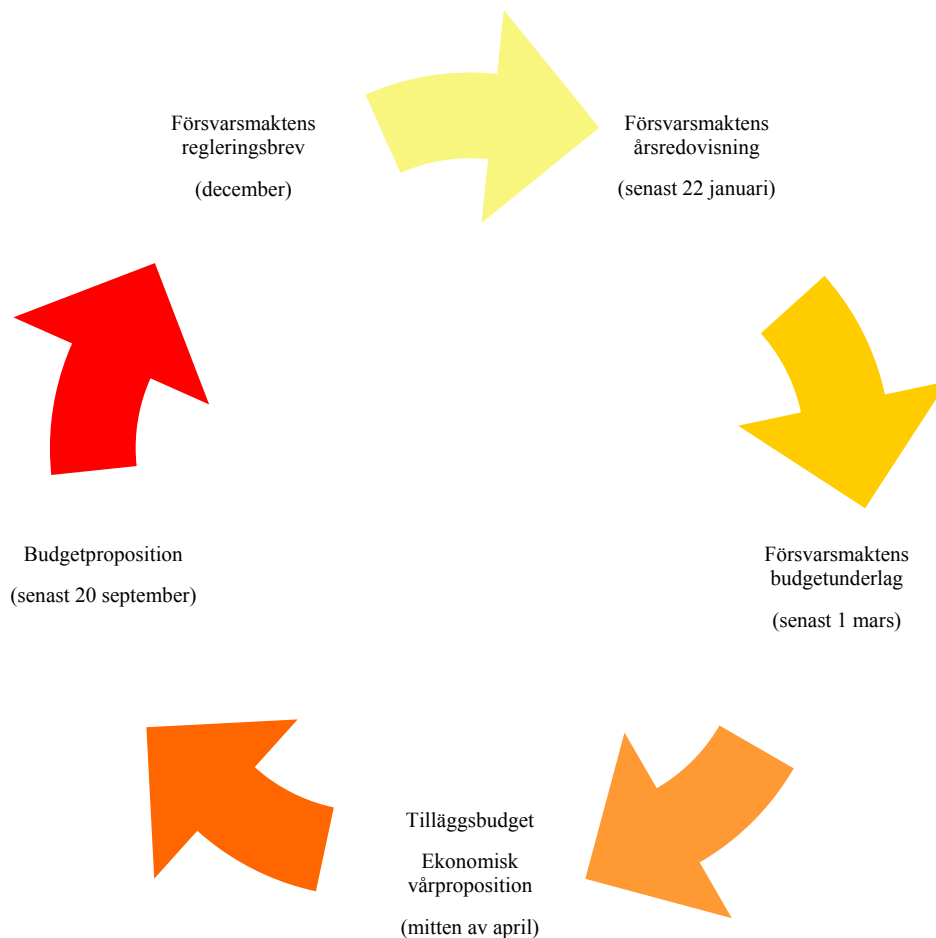 Försvarsmaktens
regleringsbrev
(december)
Försvarsmaktens
årsredovisning
(senast 22 januari)
Försvarsmaktens
budgetunderlag
(senast 1 mars)
Tilläggsbudget
Ekonomisk
vårproposition
(mitten av april)
Budgetproposition
(senast 20 september)